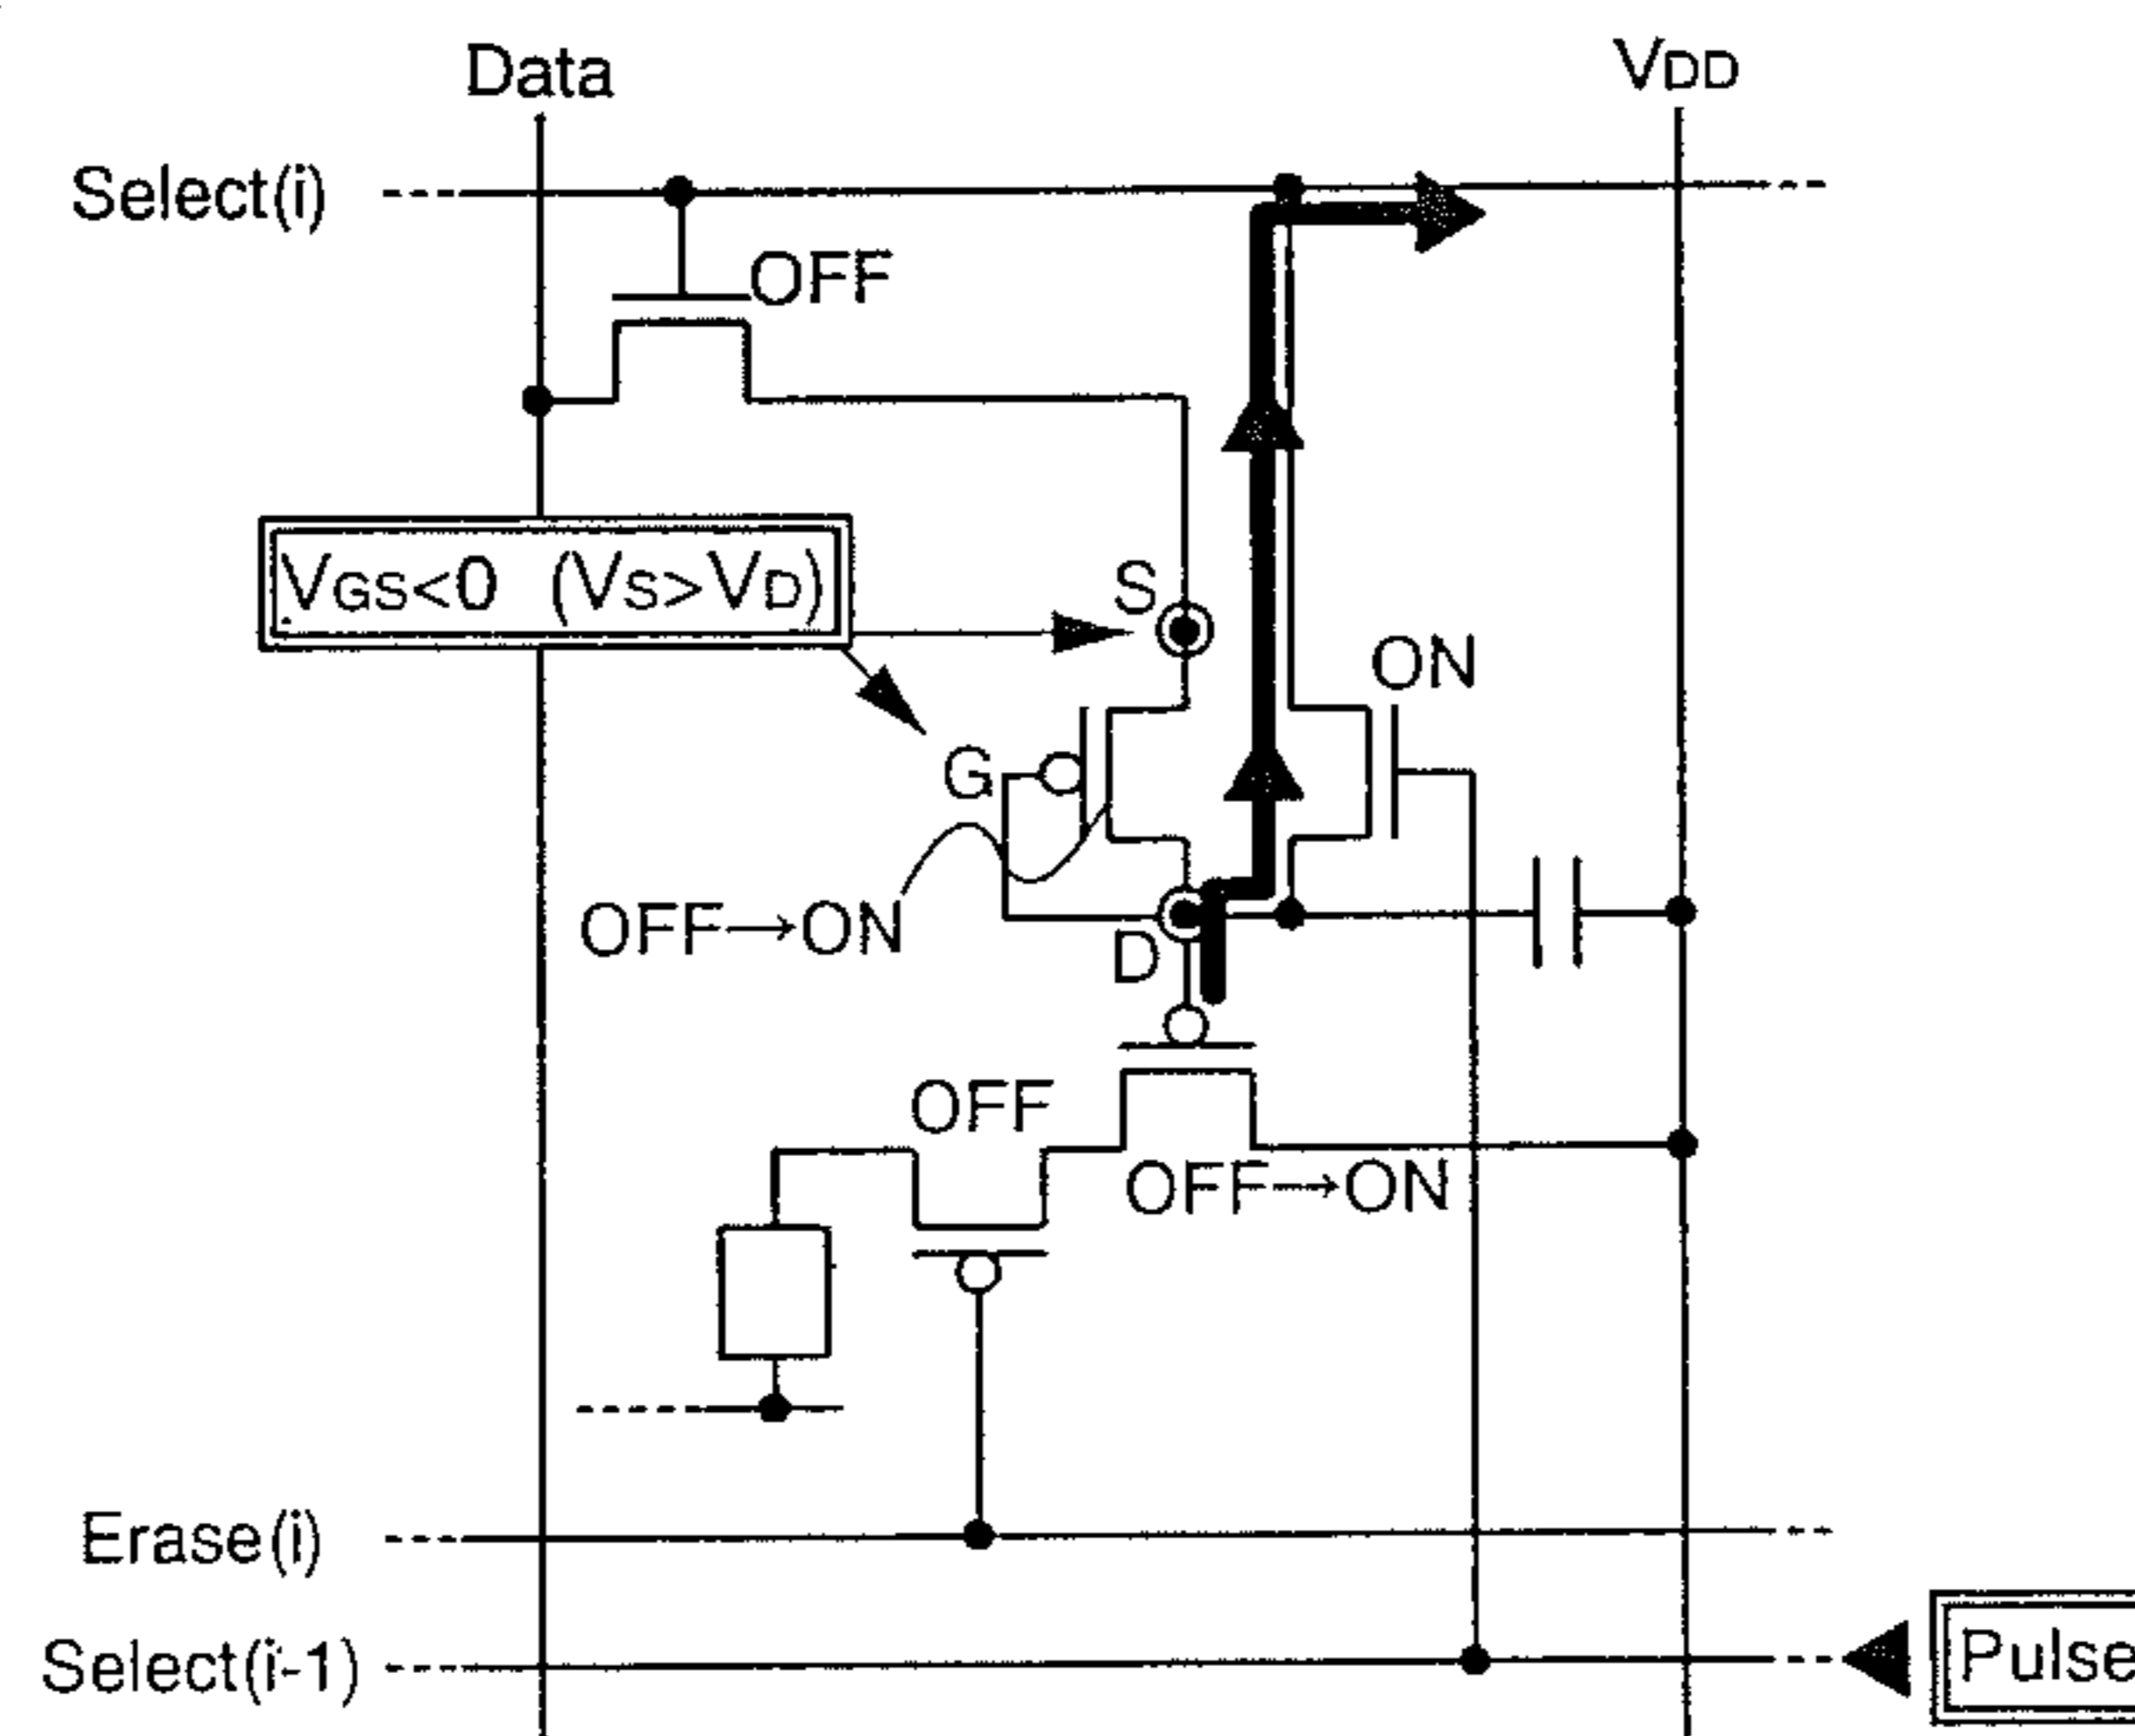 Data
VDD
Select(i)
OFF
VGS<0 (VS>VD)
S
ON
G
OFF→ON
D
OFF
OFF→ON
Erase(i)
Select(i-1)
Pulse